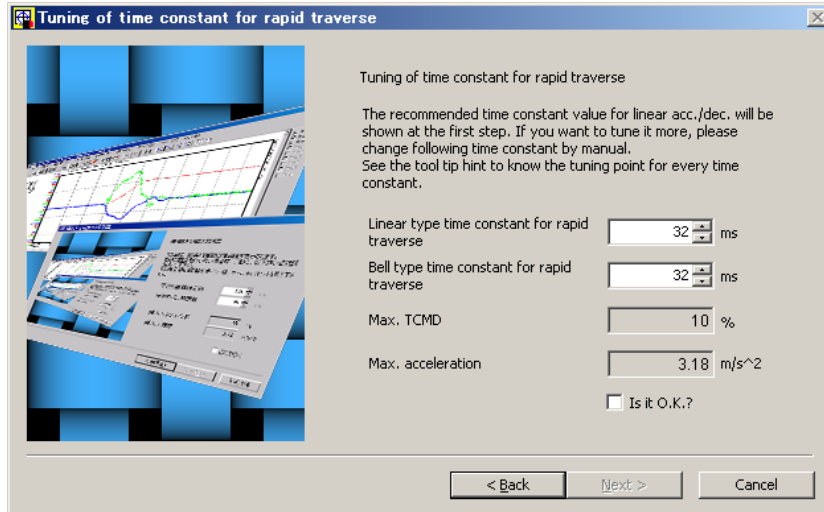 Tuning of time constant for rapid traverse
Tuning of time constant for rapid traverse
The recommended time constant value for linear acc./dec. will be
shown at the first step. If you want to tune it more, please
change following time constant by manual.
See the tool tip hint to know the tuning point for every time
constant.
Linear type time constant for rapid
traverse
32 ms
Bell type time constant for rapid
traverse
32 ms
Max. TCMD
10 %
Max. acceleration
3.18 m/s^2
Is it O.K.?
< Back
Next >
Cancel